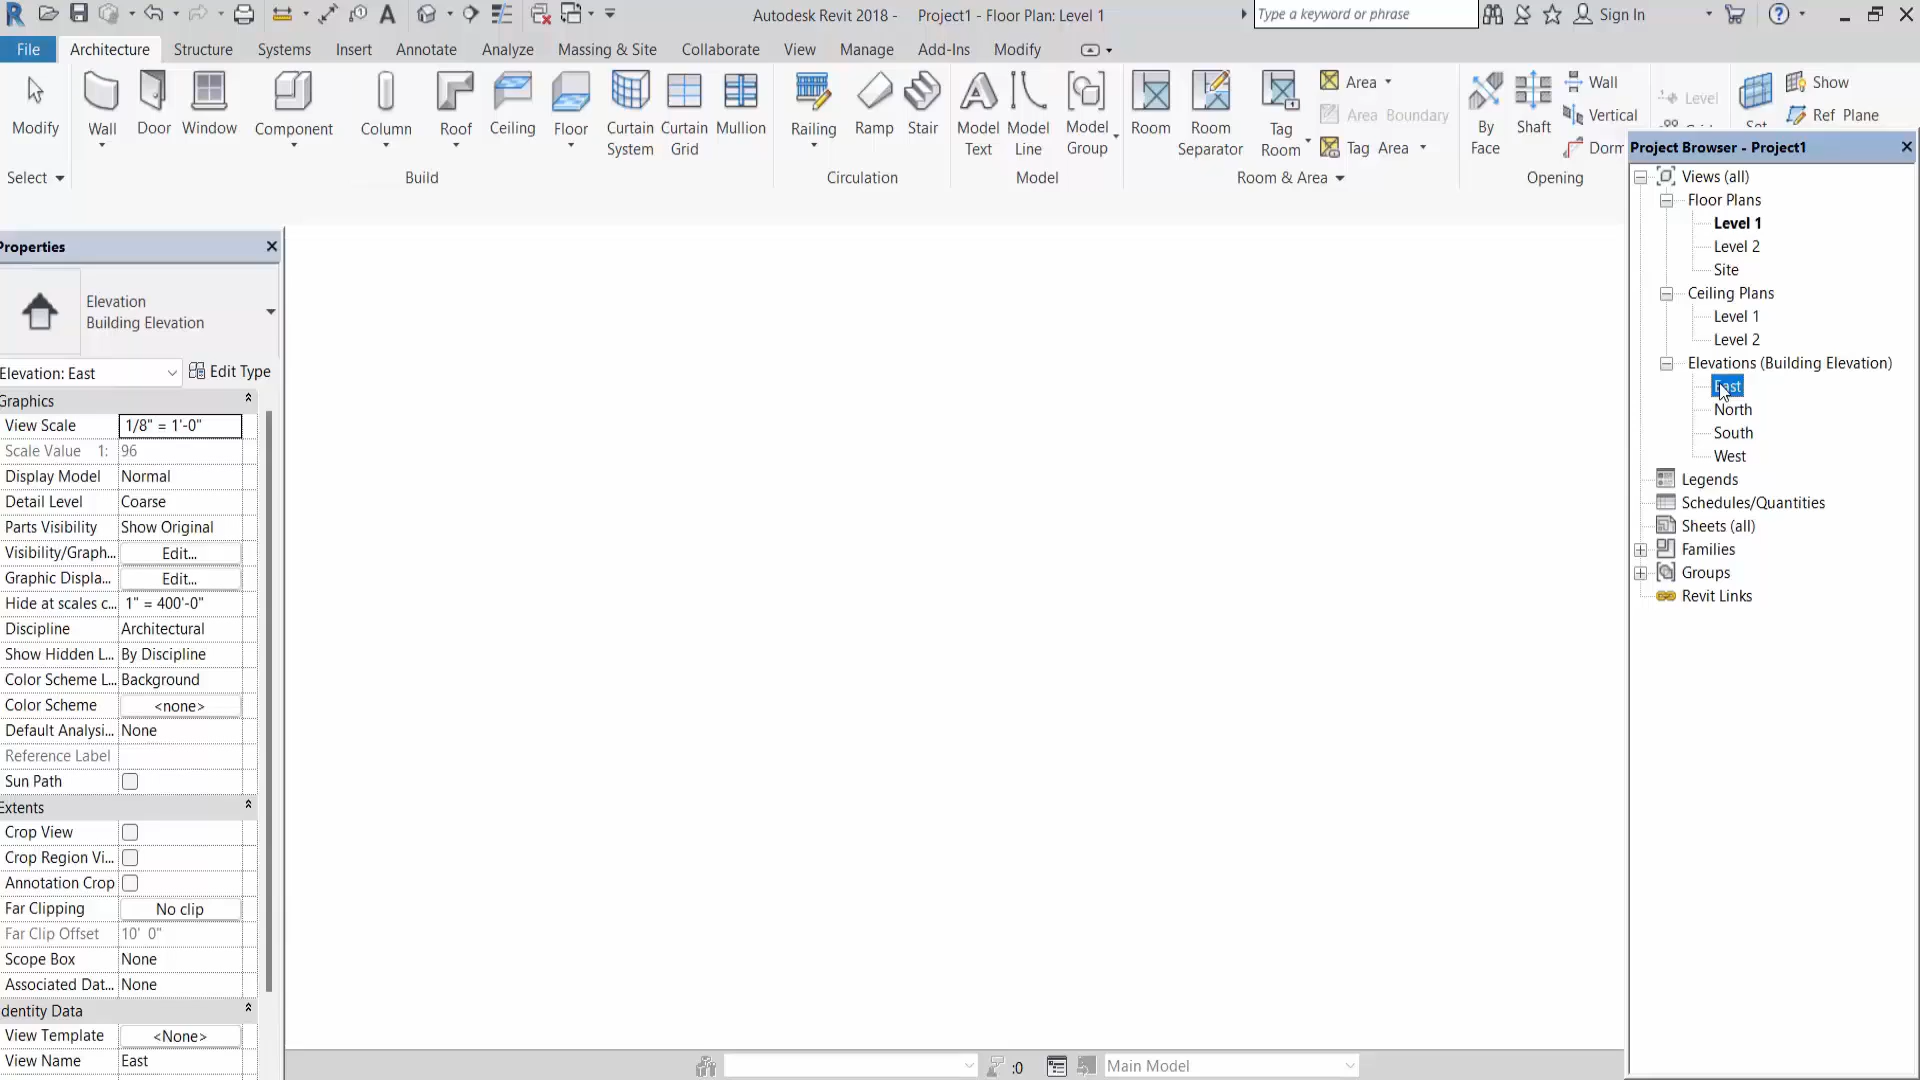 Autodesk Revit 2018 - Project1 - Floor Plan: Level 1
Type a keyword or phrase
Sign In
File Architecture Structure Systems Insert Annotate Analyze Massing & Site Collaborate View Manage Add-Ins Modify
Modify
Wall
Door
Window
Component
Column
Roof
Ceiling
Floor
Curtain System
Curtain Grid
Mullion
Railing
Ramp
Stair
Model Text
Model Line
Model Group
Room
Room Separator
Tag Room
Area
Area Boundary
Tag Area
By Face
Shaft
Wall
Vertical
Dorm
Level
Show
Ref Plane
Select
Build
Circulation
Model
Room & Area
Opening
Properties
Elevation
Building Elevation
Elevation: East
Edit Type
Graphics
View Scale 1/8" = 1'-0"
Scale Value 1: 96
Display Model Normal
Detail Level Coarse
Parts Visibility Show Original
Visibility/Graph... Edit...
Graphic Displa... Edit...
Hide at scales c... 1" = 400'-0"
Discipline Architectural
Show Hidden L... By Discipline
Color Scheme L... Background
Color Scheme <none>
Default Analysi... None
Reference Label
Sun Path
Extents
Crop View
Crop Region Vi...
Annotation Crop
Far Clipping No clip
Far Clip Offset 10' 0"
Scope Box None
Associated Dat... None
dentity Data
View Template <None>
View Name East
Project Browser - Project1
Views (all)
Floor Plans
Level 1
Level 2
Site
Ceiling Plans
Level 1
Level 2
Elevations (Building Elevation)
East
North
South
West
Legends
Schedules/Quantities
Sheets (all)
Families
Groups
Revit Links
:0
Main Model